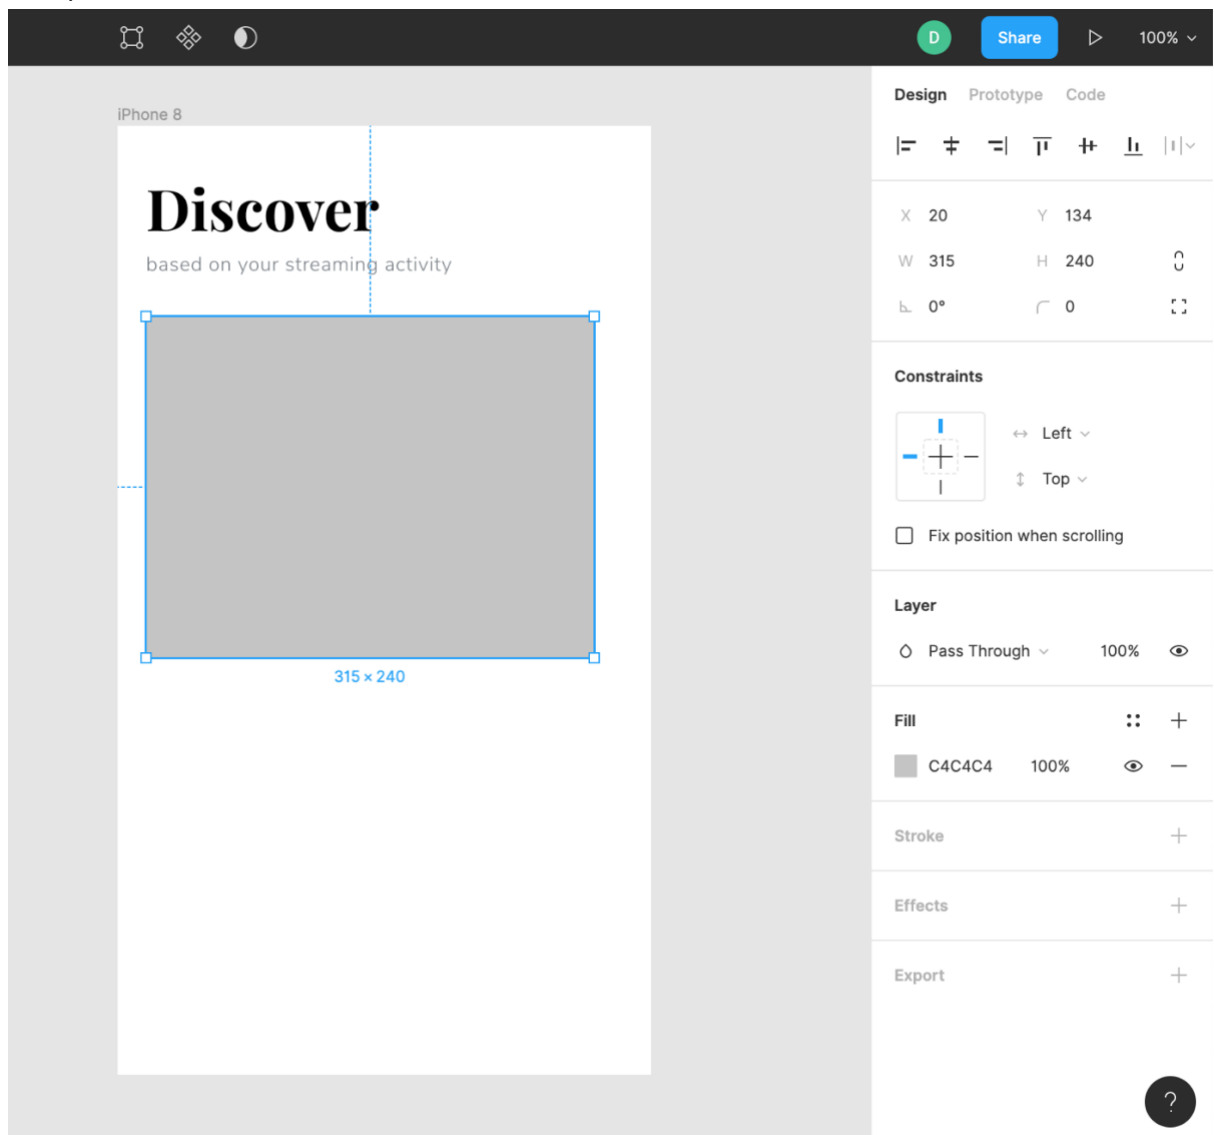 D Share 100%
Design Prototype Code
iPhone 8
Discover
based on your streaming activity
315 × 240
X 20 Y 134
W 315 H 240
0° 0
Constraints
Left
Top
Fix position when scrolling
Layer
Pass Through 100%
Fill
C4C4C4 100%
Stroke
Effects
Export
?